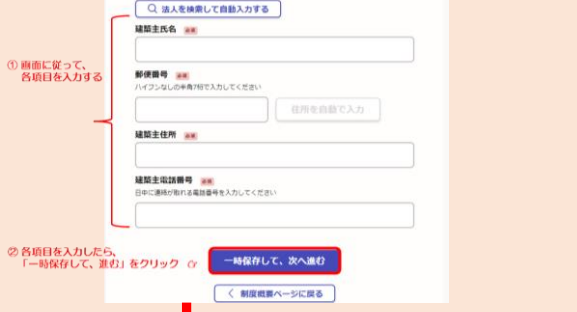 法人を検索して自動入力する
建築主氏名 必須
① 画面に従って、
各項目を入力する
郵便番号 必須
ハイフンなしの半角7桁で入力してください
住所を自動で入力
建築主住所 必須
建築主電話番号 必須
日中に連絡が取れる電話番号を入力してください
② 各項目を入力したら、
「一時保存して、進む」をクリック
一時保存して、次へ進む
制度概要ページに戻る